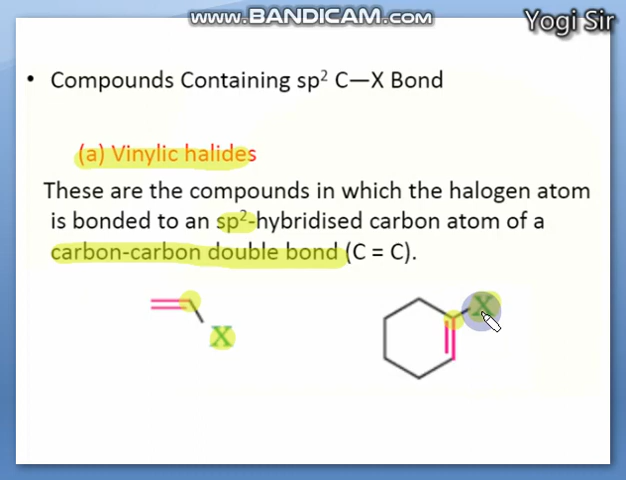 www.BANDICAM.com
Yogi Sir
• Compounds Containing sp² C—X Bond
(a) Vinylic halides
These are the compounds in which the halogen atom
is bonded to an sp²-hybridised carbon atom of a
carbon-carbon double bond (C = C).
X
X